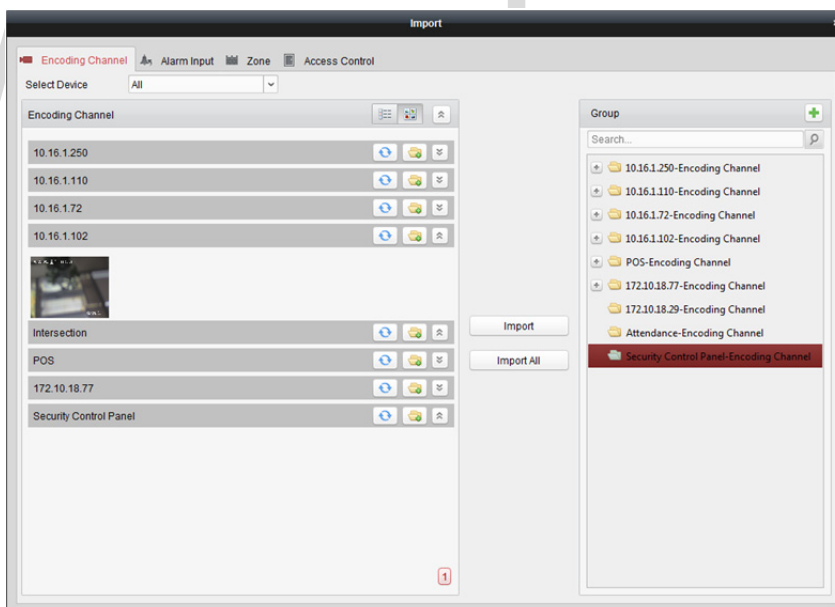 Import
Encoding Channel Alarm Input Zone Access Control
Select Device All
Encoding Channel
10.16.1.250
10.16.1.110
10.16.1.72
10.16.1.102
Intersection
POS
172.10.18.77
Security Control Panel
1
Import
Import All
Group
Search...
10.16.1.250-Encoding Channel
10.16.1.110-Encoding Channel
10.16.1.72-Encoding Channel
10.16.1.102-Encoding Channel
POS-Encoding Channel
172.10.18.77-Encoding Channel
172.10.18.29-Encoding Channel
Attendance-Encoding Channel
Security Control Panel-Encoding Channel